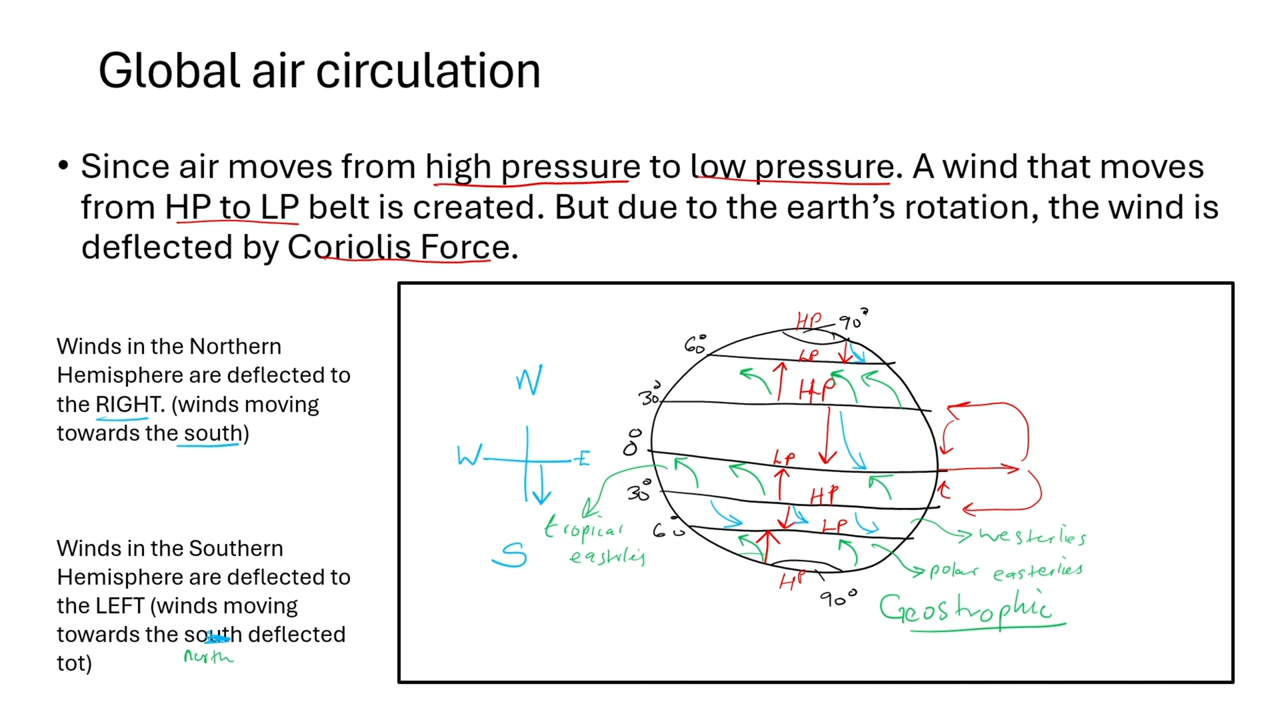 Global air circulation
• Since air moves from high pressure to low pressure. A wind that moves
from HP to LP belt is created. But due to the earth's rotation, the wind is
deflected by Coriolis Force.
Winds in the Northern
Hemisphere are deflected to
the RIGHT. (winds moving
towards the south)
Winds in the Southern
Hemisphere are deflected to
the LEFT (winds moving
towards the south deflected
north
tot)
N
W E
S
HP 90°
60° LP
30° HP
0° LP
30° HP
60° LP
HP
90°
tropical
easterlies
westerlies
polar easterlies
Geostrophic